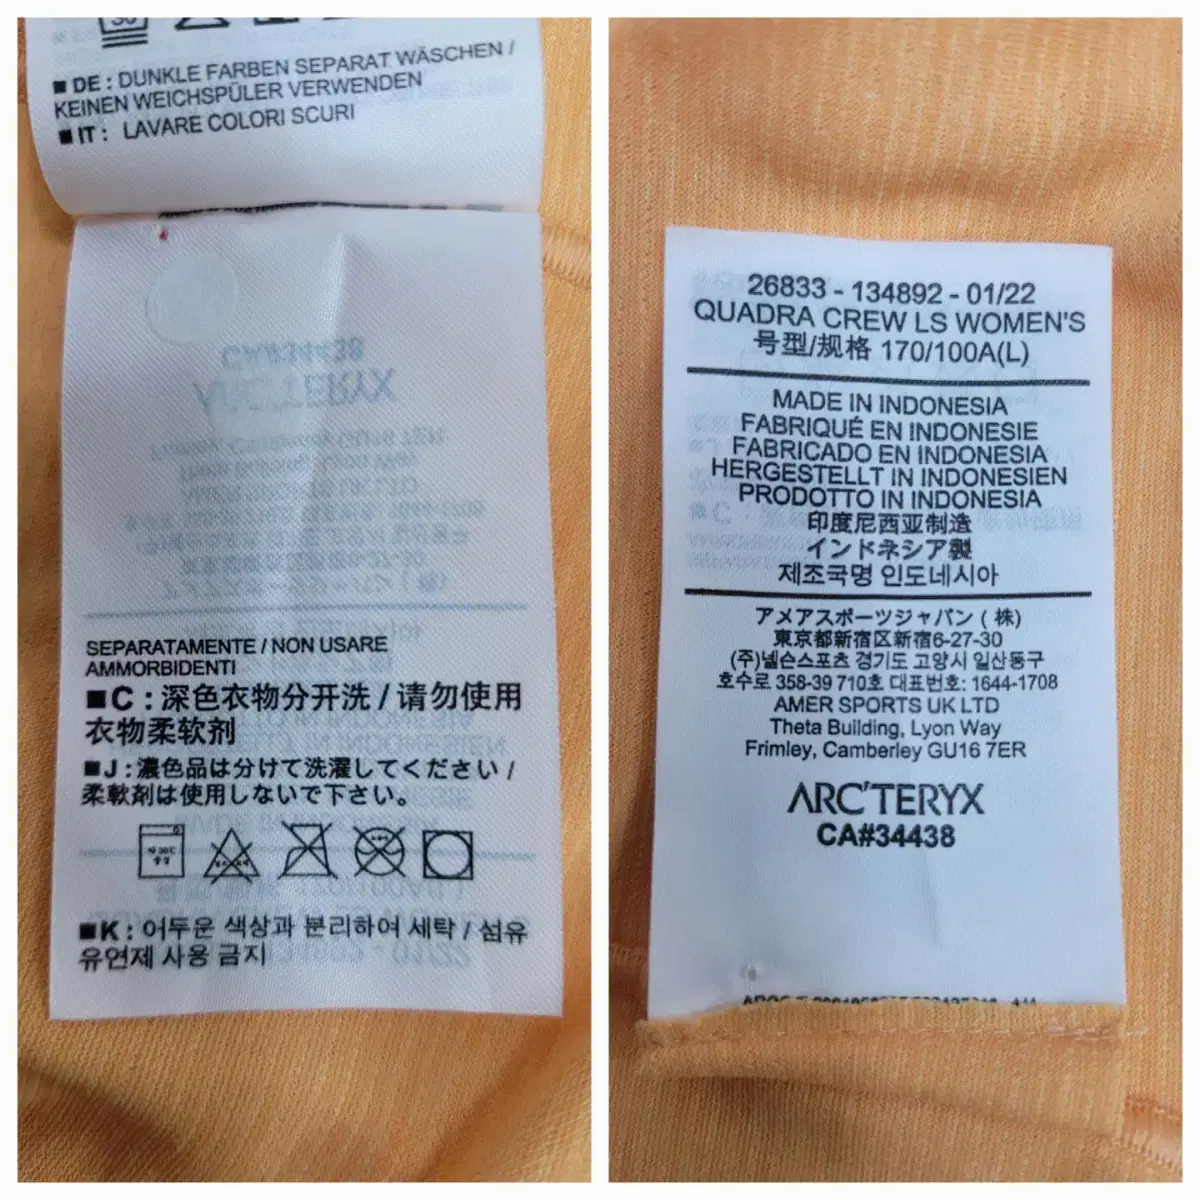 ■ DE : DUNKLE FARBEN SEPARAT WÄSCHEN /
KEINEN WEICHSPÜLER VERWENDEN
■ IT : LAVARE COLORI SCURI
SEPARATAMENTE / NON USARE
AMMORBIDENTI
■C : 深色衣物分开洗 / 请勿使用
衣物柔软剂
■J : 濃色品は分けて洗濯してください /
柔軟剤は使用しないで下さい。
■K : 어두운 색상과 분리하여 세탁 / 섬유
유연제 사용 금지
26833 - 134892 - 01/22
QUADRA CREW LS WOMEN'S
号型/规格 170/100A(L)
MADE IN INDONESIA
FABRIQUÉ EN INDONESIE
FABRICADO EN INDONESIA
HERGESTELLT IN INDONESIEN
PRODOTTO IN INDONESIA
印度尼西亚制造
インドネシア製
제조국명 인도네시아
アメアスポーツジャパン ( 株)
東京都新宿区新宿6-27-30
(주)넬슨스포츠 경기도 고양시 일산동구
호수로 358-39 710호 대표번호: 1644-1708
AMER SPORTS UK LTD
Theta Building, Lyon Way
Frimley, Camberley GU16 7ER
ARC'TERYX
CA#34438